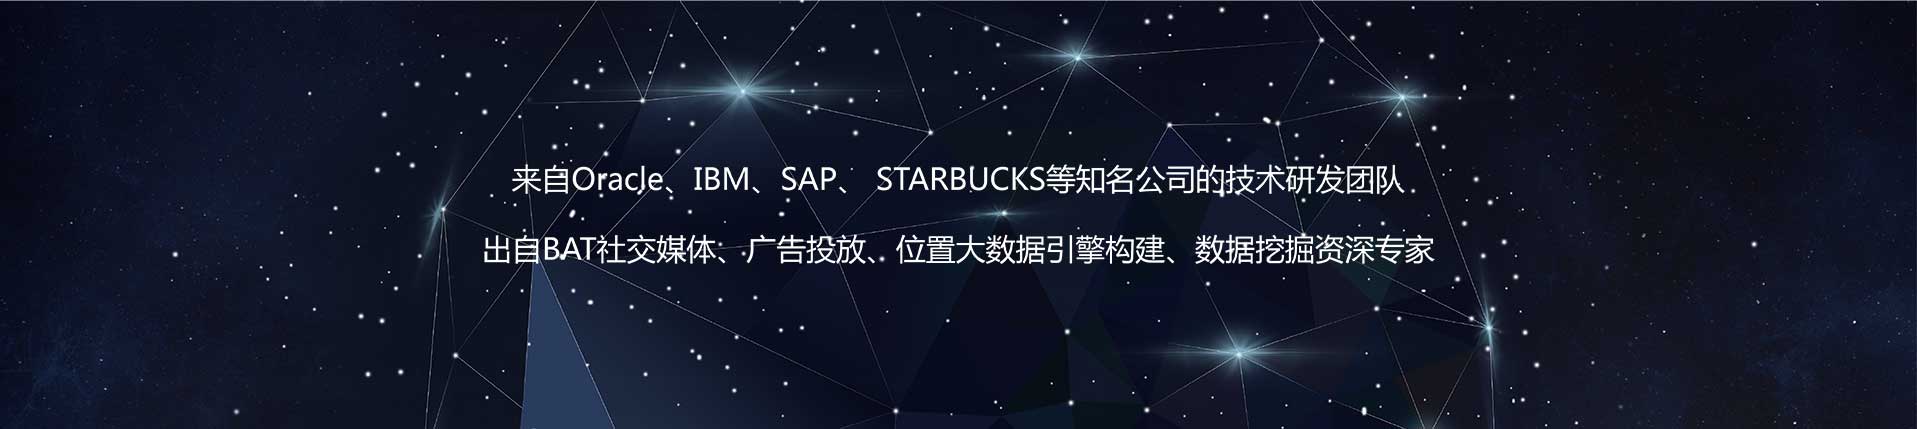 来自Oracle、IBM、SAP、 STARBUCKS等知名公司的技术研发团队
出自BAT社交媒体、广告投放、位置大数据引擎构建、数据挖掘资深专家